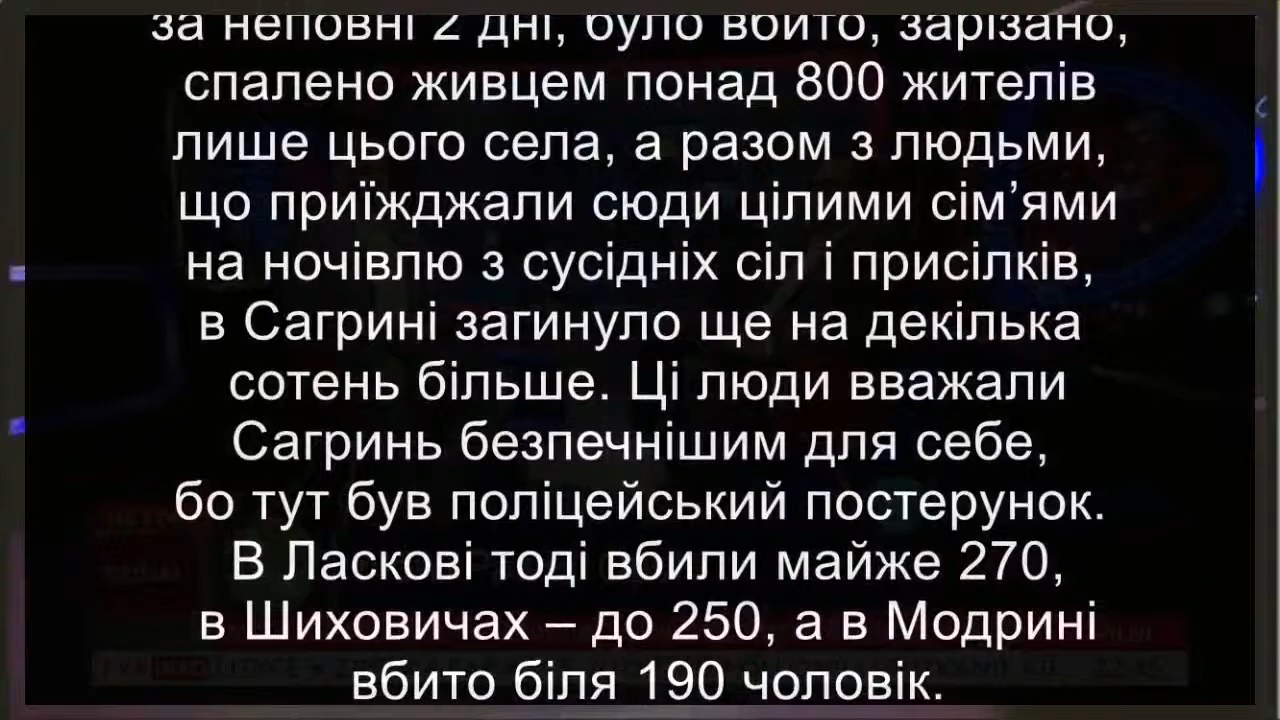 за неповні 2 дні, було вбито, зарізано,
спалено живцем понад 800 жителів
лише цього села, а разом з людьми,
що приїжджали сюди цілими сім’ями
на ночівлю з сусідніх сіл і присілків,
в Сагрині загинуло ще на декілька
сотень більше. Ці люди вважали
Сагринь безпечнішим для себе,
бо тут був поліцейський постерунок.
В Ласкові тоді вбили майже 270,
в Шиховичах – до 250, а в Модрині
вбито біля 190 чоловік.